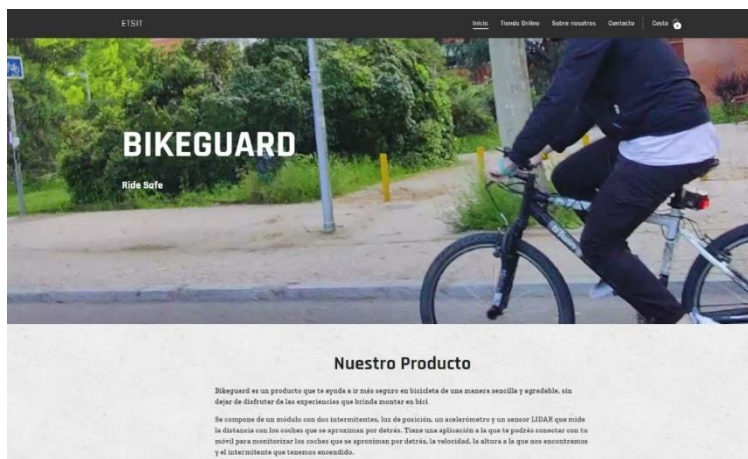 ETSIT
Inicio Tienda Online Sobre nosotros Contacto Cesta
BIKEGUARD
Ride Safe
Nuestro Producto
Bikeguard es un producto que te ayuda a ir más seguro en bicicleta de una manera sencilla y agradable, sin
dejar de disfrutar de las experiencias que brinda montar en bici
Se compone de un módulo con dos intermitentes, luz de posición, un acelerómetro y un sensor LIDAR que mide
la distancia con los coches que se aproximan por detrás. Tiene una aplicación a la que te podrás conectar con tu
móvil para monitorizar los coches que se aproximan por detrás, la velocidad, la altura a la que nos encontramos
y el intermitente que tenemos encendido.